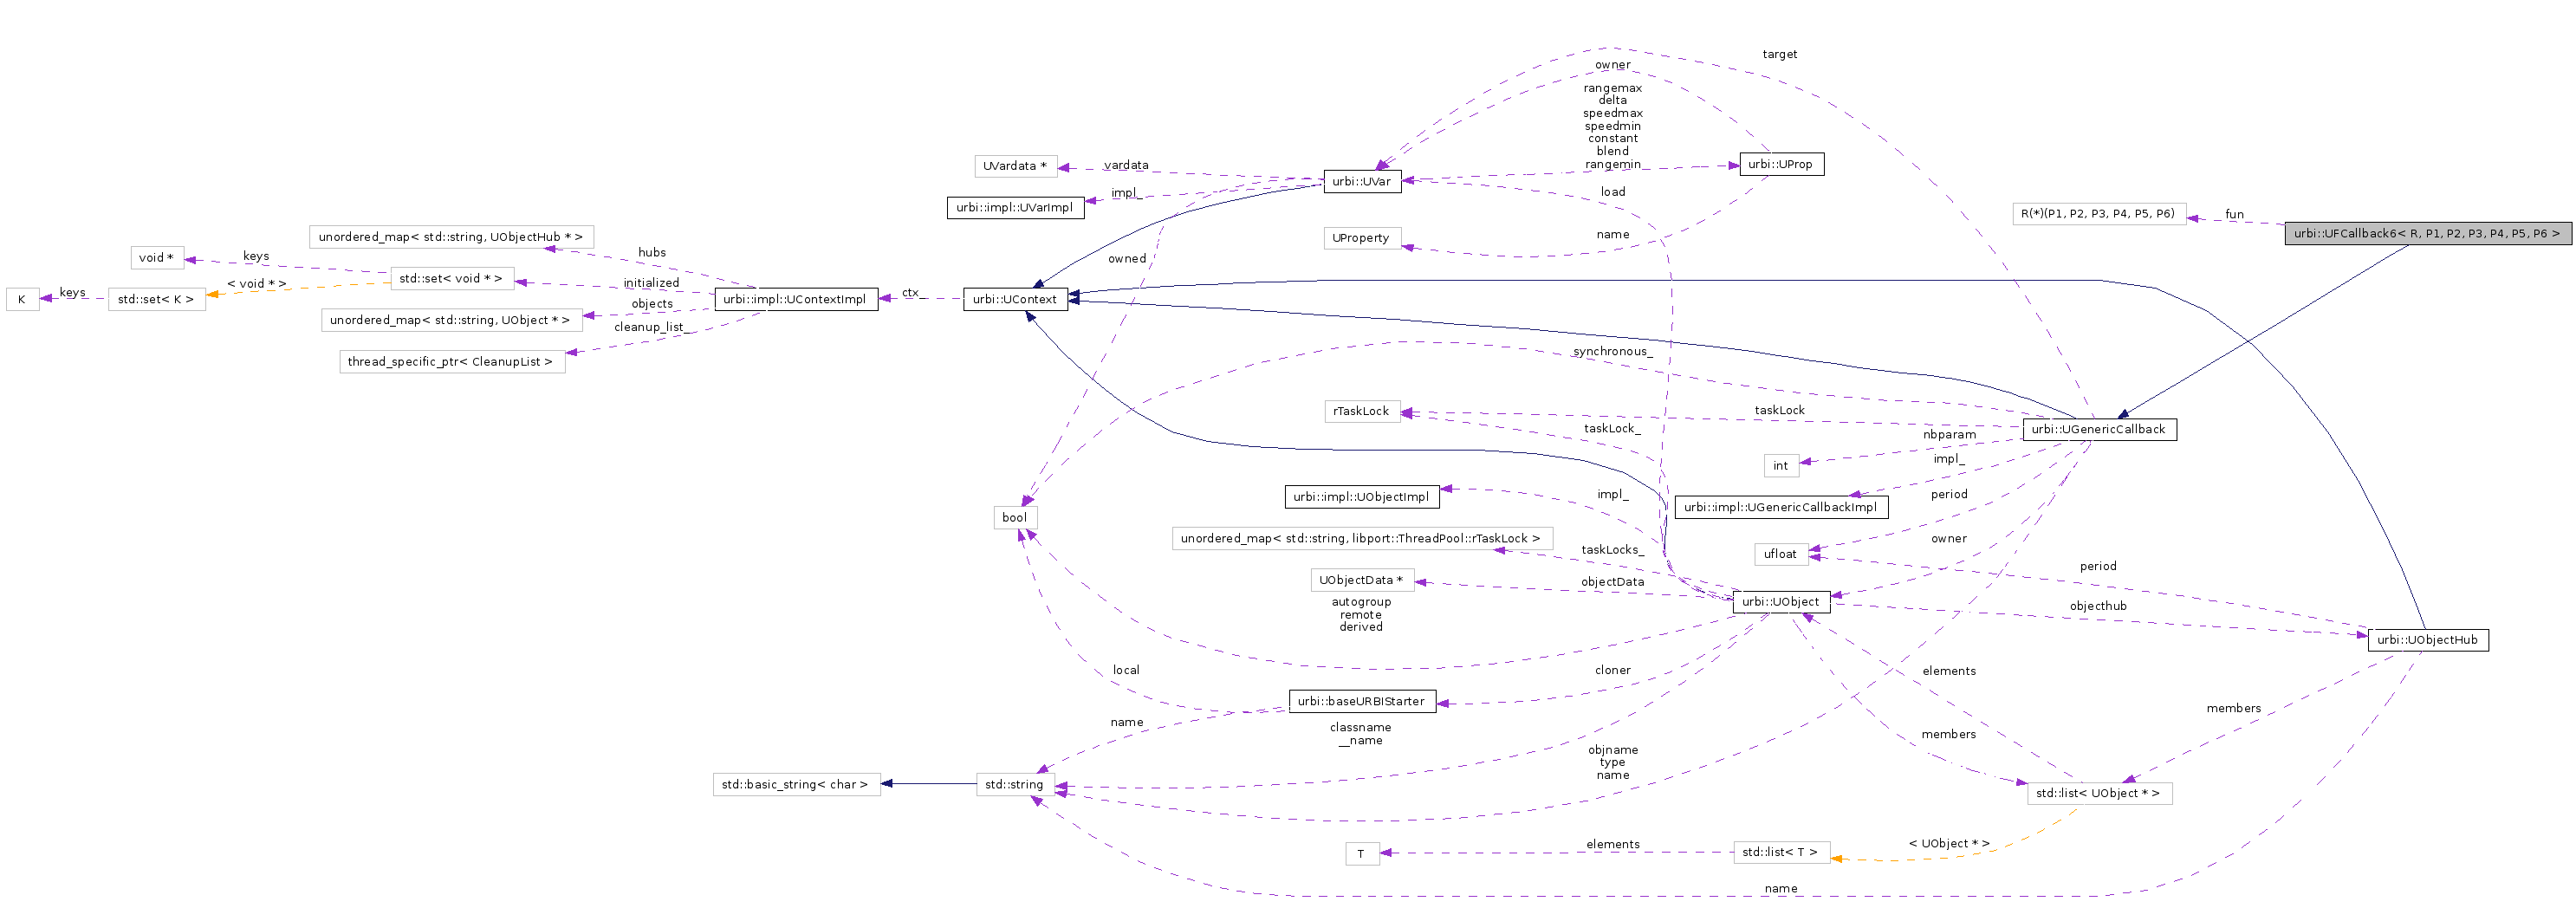 target
owner
rangemax
delta
speedmax
speedmin
constant
blend
rangemin
UVardata *
vardata
urbi::UVar
urbi::UProp
urbi::impl::UVarImpl
impl_
load
R(*)(P1, P2, P3, P4, P5, P6)
fun
urbi::UFCallback6< R, P1, P2, P3, P4, P5, P6 >
unordered_map< std::string, UObjectHub * >
hubs
UProperty
name
void *
keys
owned
std::set< void * >
< void * >
initialized
K
keys
std::set< K >
urbi::impl::UContextImpl
ctx_
urbi::UContext
objects
unordered_map< std::string, UObject * >
cleanup_list_
thread_specific_ptr< CleanupList >
synchronous_
rTaskLock
taskLock
taskLock_
urbi::UGenericCallback
nbparam
int
impl_
urbi::impl::UObjectImpl
impl_
period
urbi::impl::UGenericCallbackImpl
bool
unordered_map< std::string, libport::ThreadPool::rTaskLock >
taskLocks_
ufloat
owner
period
UObjectData *
objectData
autogroup
remote
derived
urbi::UObject
objecthub
urbi::UObjectHub
local
cloner
elements
urbi::baseURBIStarter
name
members
classname
__name
members
objname
type
name
std::basic_string< char >
std::string
std::list< UObject * >
T
elements
std::list< T >
< UObject * >
name